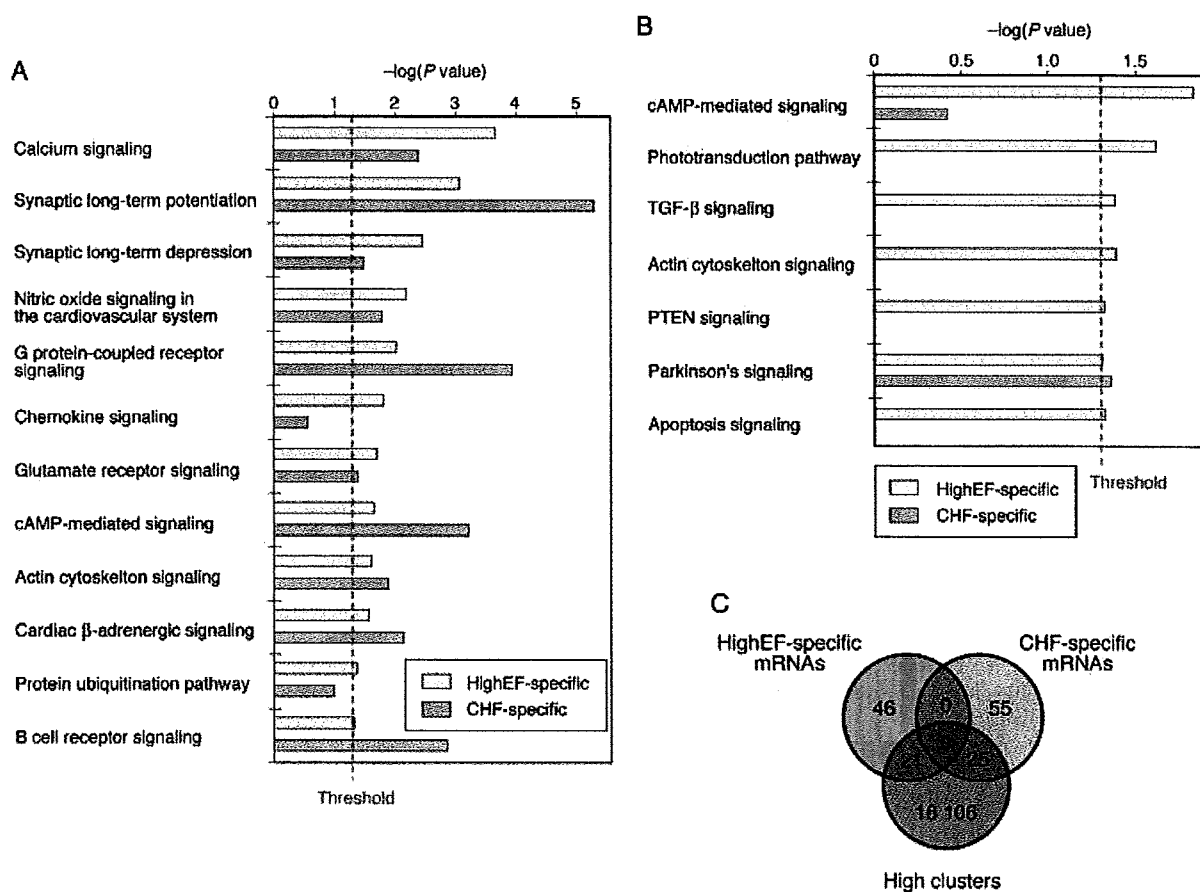 A
−log(P value)
0 1 2 3 4 5
Calcium signaling
Synaptic long-term potentiation
Synaptic long-term depression
Nitric oxide signaling in
the cardiovascular system
G protein-coupled receptor
signaling
Chemokine signaling
Glutamate receptor signaling
cAMP-mediated signaling
Actin cytoskelton signaling
Cardiac β-adrenergic signaling
Protein ubiquitination pathway
B cell receptor signaling
HighEF-specific
CHF-specific
Threshold
B
−log(P value)
0 0.5 1.0 1.5
cAMP-mediated signaling
Phototransduction pathway
TGF-β signaling
Actin cytoskelton signaling
PTEN signaling
Parkinson's signaling
Apoptosis signaling
Threshold
HighEF-specific
CHF-specific
C
HighEF-specific
mRNAs
CHF-specific
mRNAs
46 0 55
18 106
High clusters